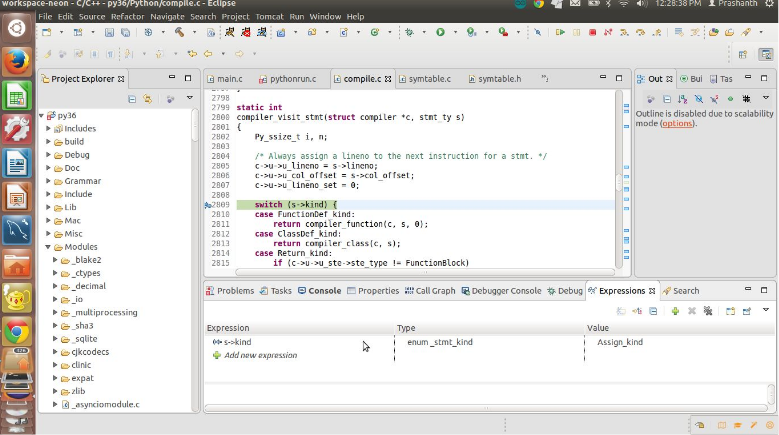 workspace-neon - C/C++ - py36/Python/compile.c - Eclipse
12:28:38 PM Prashanth
File Edit Source Refactor Navigate Search Project Tomcat Run Window Help
Project Explorer
py36
Includes
build
Debug
Doc
Grammar
Include
Lib
Mac
Misc
Modules
_blake2
_ctypes
_decimal
_io
_multiprocessing
_sha3
_sqlite
cjkcodecs
clinic
expat
zlib
_asynciomodule.c
main.c pythonrun.c compile.c symtable.c symtable.h
2798
2799 static int
2800 compiler_visit_stmt(struct compiler *c, stmt_ty s)
2801 {
2802 Py_ssize_t i, n;
2803
2804 /* Always assign a lineno to the next instruction for a stmt. */
2805 c->u->u_lineno = s->lineno;
2806 c->u->u_col_offset = s->col_offset;
2807 c->u->u_lineno_set = 0;
2808
2809 switch (s->kind) {
2810 case FunctionDef_kind:
2811 return compiler_function(c, s, 0);
2812 case ClassDef_kind:
2813 return compiler_class(c, s);
2814 case Return_kind:
2815 if (c->u->u_ste->ste_type != FunctionBlock)
Out Bui Tas
Outline is disabled due to scalability
mode (options).
Problems Tasks Console Properties Call Graph Debugger Console Debug Expressions Search
Expression Type Value
s->kind enum _stmt_kind Assign_kind
Add new expression